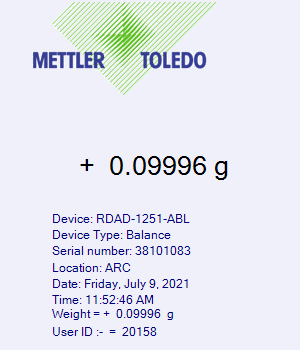 METTLER TOLEDO
+ 0.09996 g
Device: RDAD-1251-ABL
Device Type: Balance
Serial number: 38101083
Location: ARC
Date: Friday, July 9, 2021
Time: 11:52:46 AM
Weight = + 0.09996 g
User ID :- = 20158